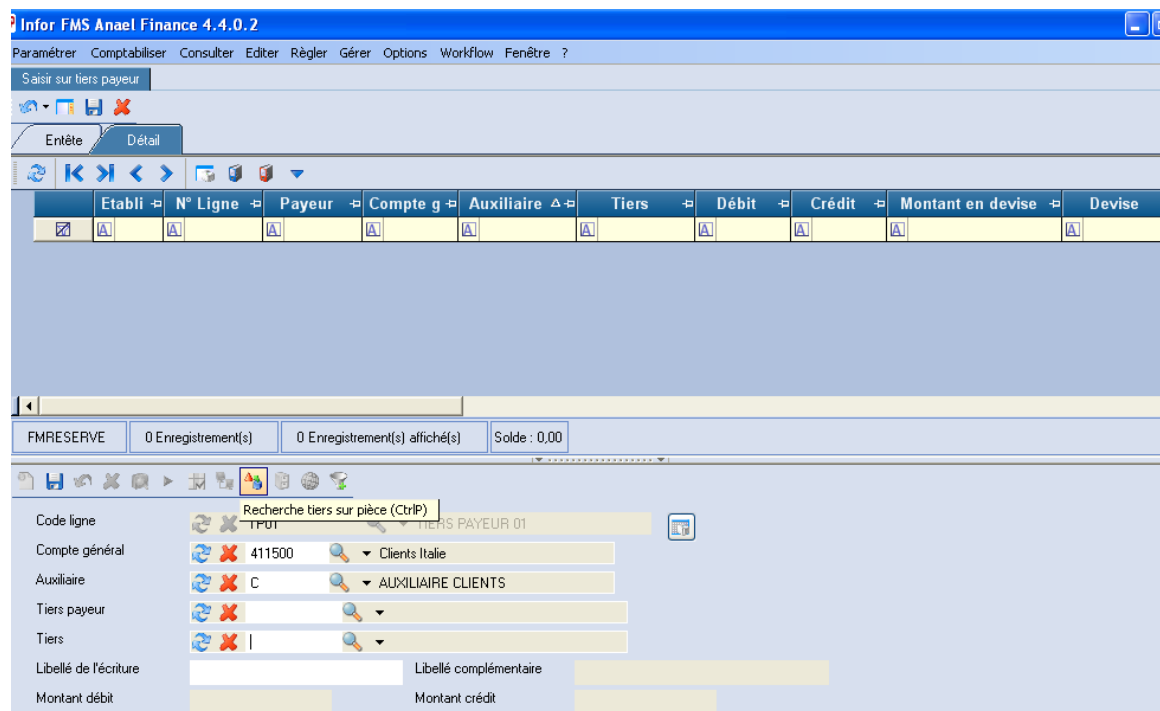 Infor FMS Anael Finance 4.4.0.2
Paramétrer Comptabiliser Consulter Editer Règler Gérer Options Workflow Fenêtre ?
Saisir sur tiers payeur
Entête Détail
Etabli N° Ligne Payeur Compte g Auxiliaire Tiers Débit Crédit Montant en devise Devise
A A A A A A A A A A
FMRESERVE 0 Enregistrement(s) 0 Enregistrement(s) affiché(s) Solde : 0,00
Recherche tiers sur pièce (CtrlP)
Code ligne TP01 TIERS PAYEUR 01
Compte général 411500 Clients Italie
Auxiliaire C AUXILIAIRE CLIENTS
Tiers payeur
Tiers
Libellé de l'écriture Libellé complémentaire
Montant débit Montant crédit